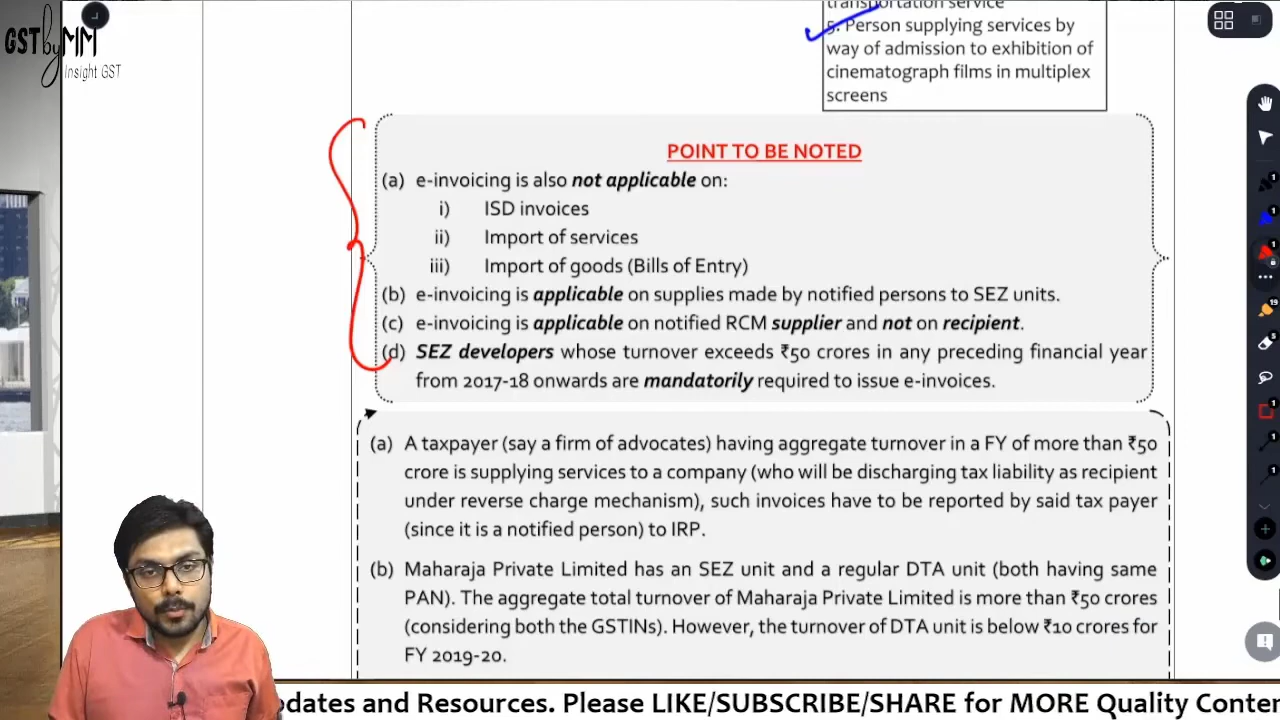 GSTbyMM
Insight GST
transportation service
5. Person supplying services by
way of admission to exhibition of
cinematograph films in multiplex
screens
POINT TO BE NOTED
(a) e-invoicing is also not applicable on:
i) ISD invoices
ii) Import of services
iii) Import of goods (Bills of Entry)
(b) e-invoicing is applicable on supplies made by notified persons to SEZ units.
(c) e-invoicing is applicable on notified RCM supplier and not on recipient.
(d) SEZ developers whose turnover exceeds ₹50 crores in any preceding financial year
from 2017-18 onwards are mandatorily required to issue e-invoices.
(a) A taxpayer (say a firm of advocates) having aggregate turnover in a FY of more than ₹50
crore is supplying services to a company (who will be discharging tax liability as recipient
under reverse charge mechanism), such invoices have to be reported by said tax payer
(since it is a notified person) to IRP.
(b) Maharaja Private Limited has an SEZ unit and a regular DTA unit (both having same
PAN). The aggregate total turnover of Maharaja Private Limited is more than ₹50 crores
(considering both the GSTINs). However, the turnover of DTA unit is below ₹10 crores for
FY 2019-20.
dates and Resources. Please LIKE/SUBSCRIBE/SHARE for MORE Quality Conten